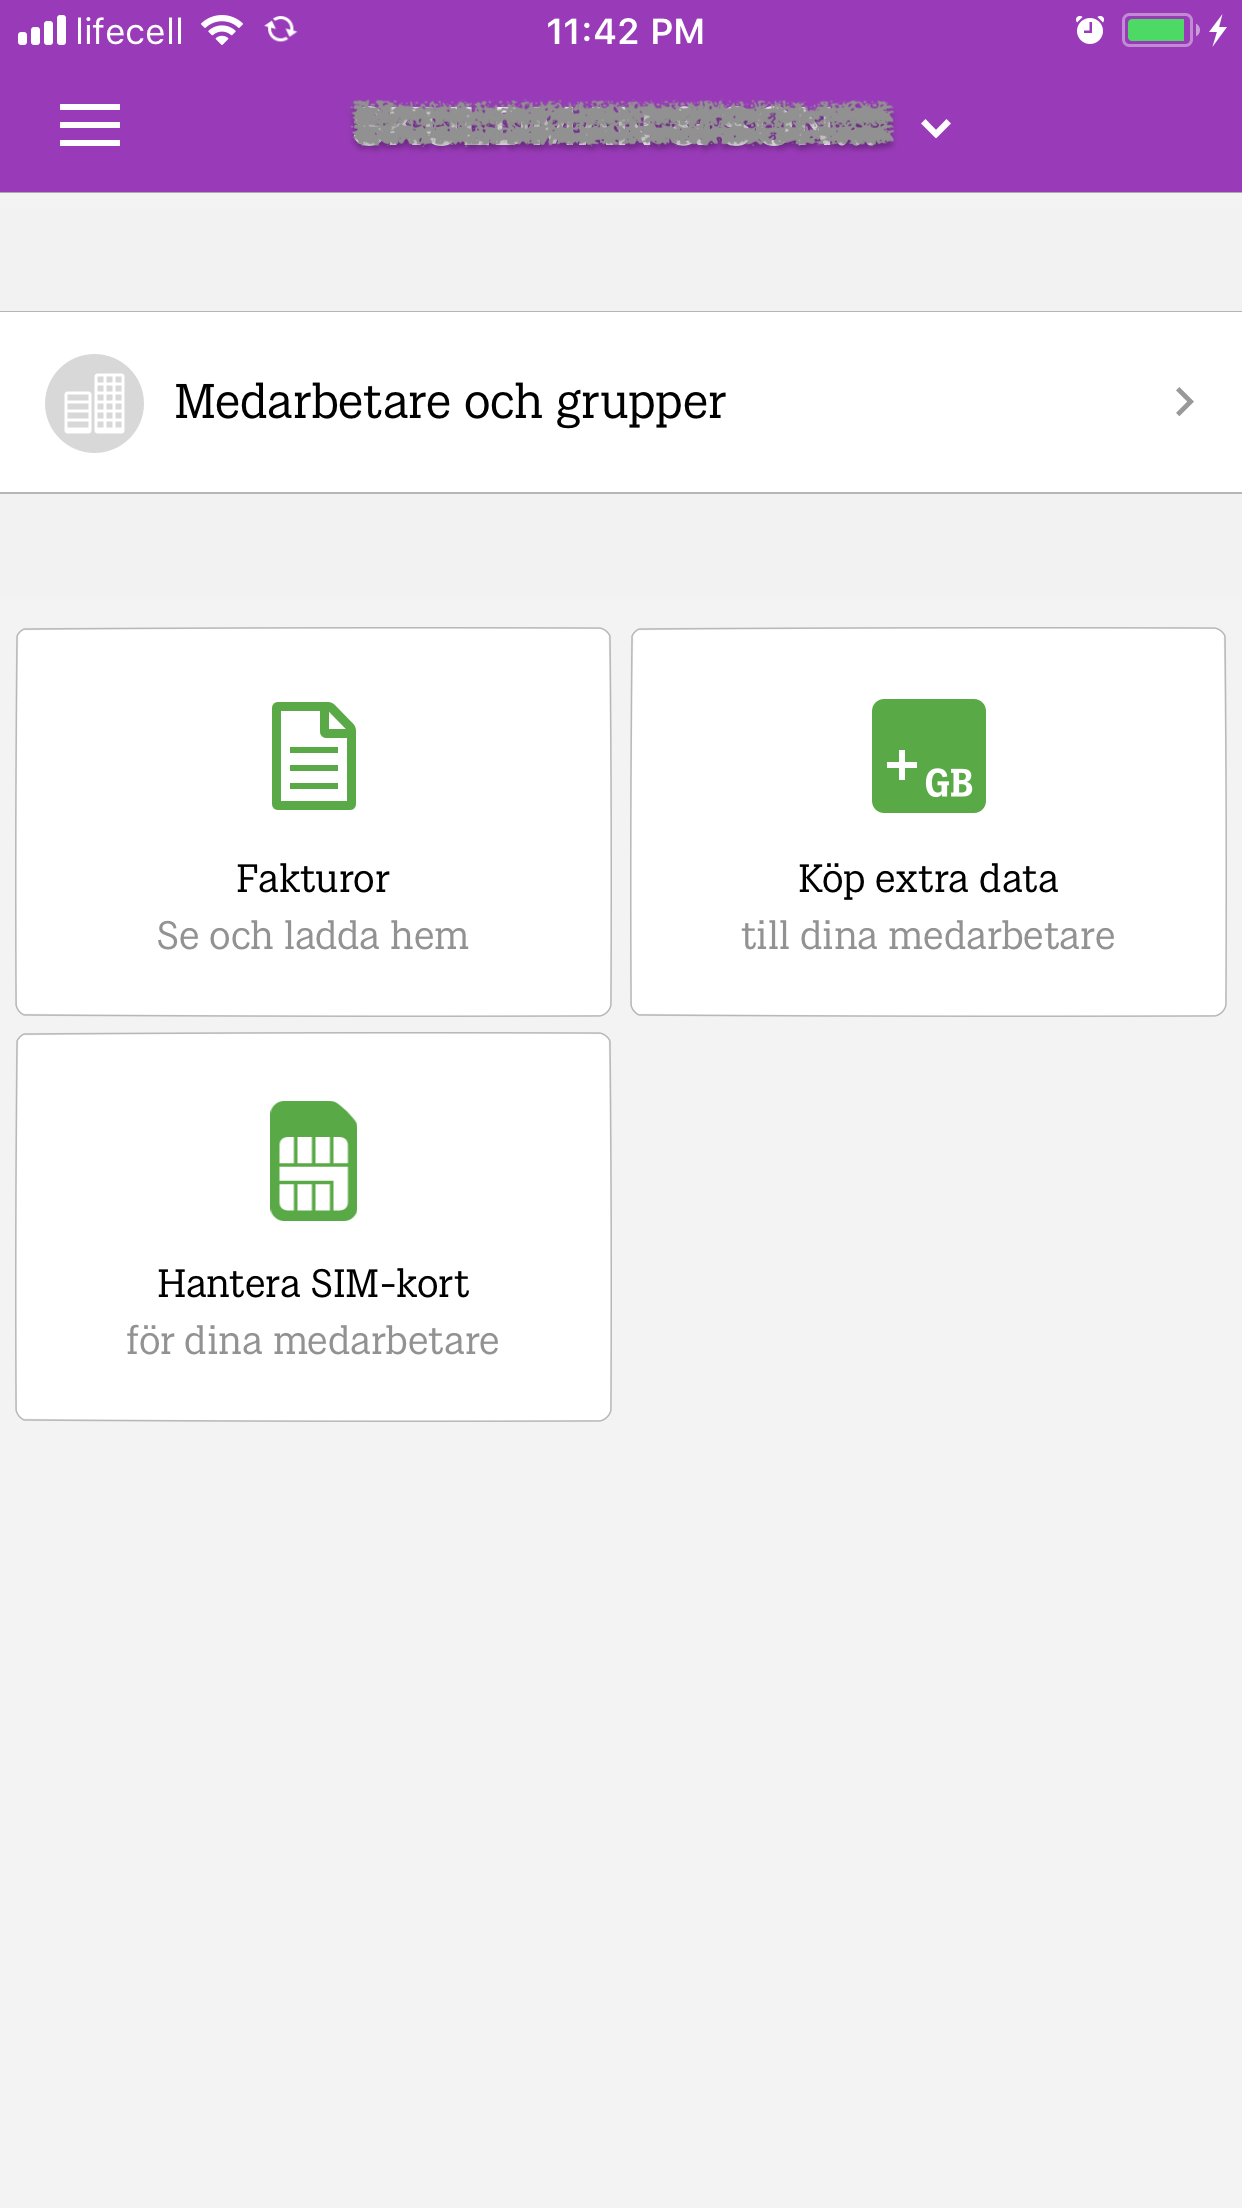 lifecell
11:42 PM
Medarbetare och grupper
Fakturor
Se och ladda hem
+ GB
Köp extra data
till dina medarbetare
Hantera SIM-kort
för dina medarbetare